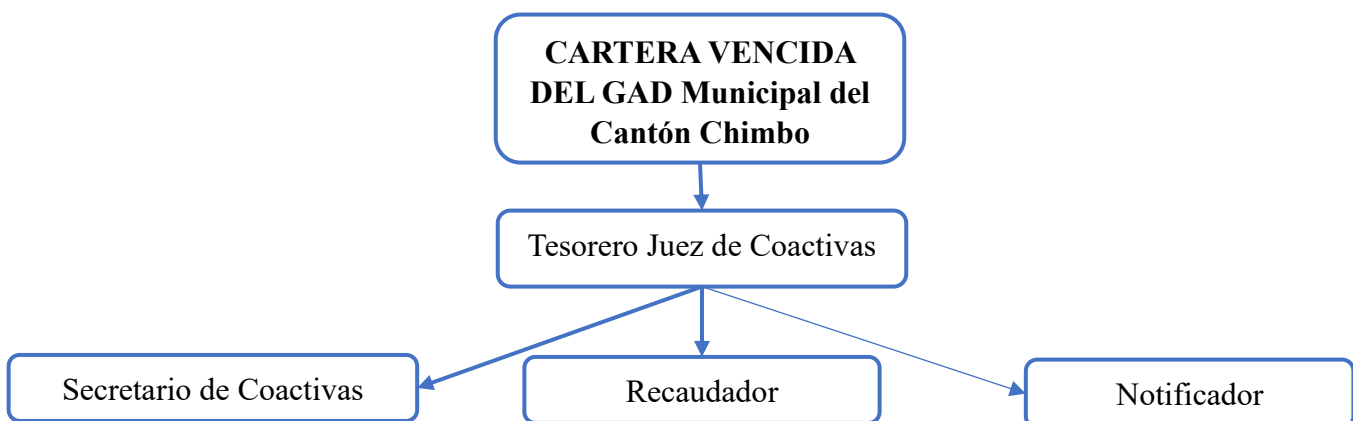 CARTERA VENCIDA
DEL GAD Municipal del
Cantón Chimbo
Tesorero Juez de Coactivas
Secretario de Coactivas
Recaudador
Notificador